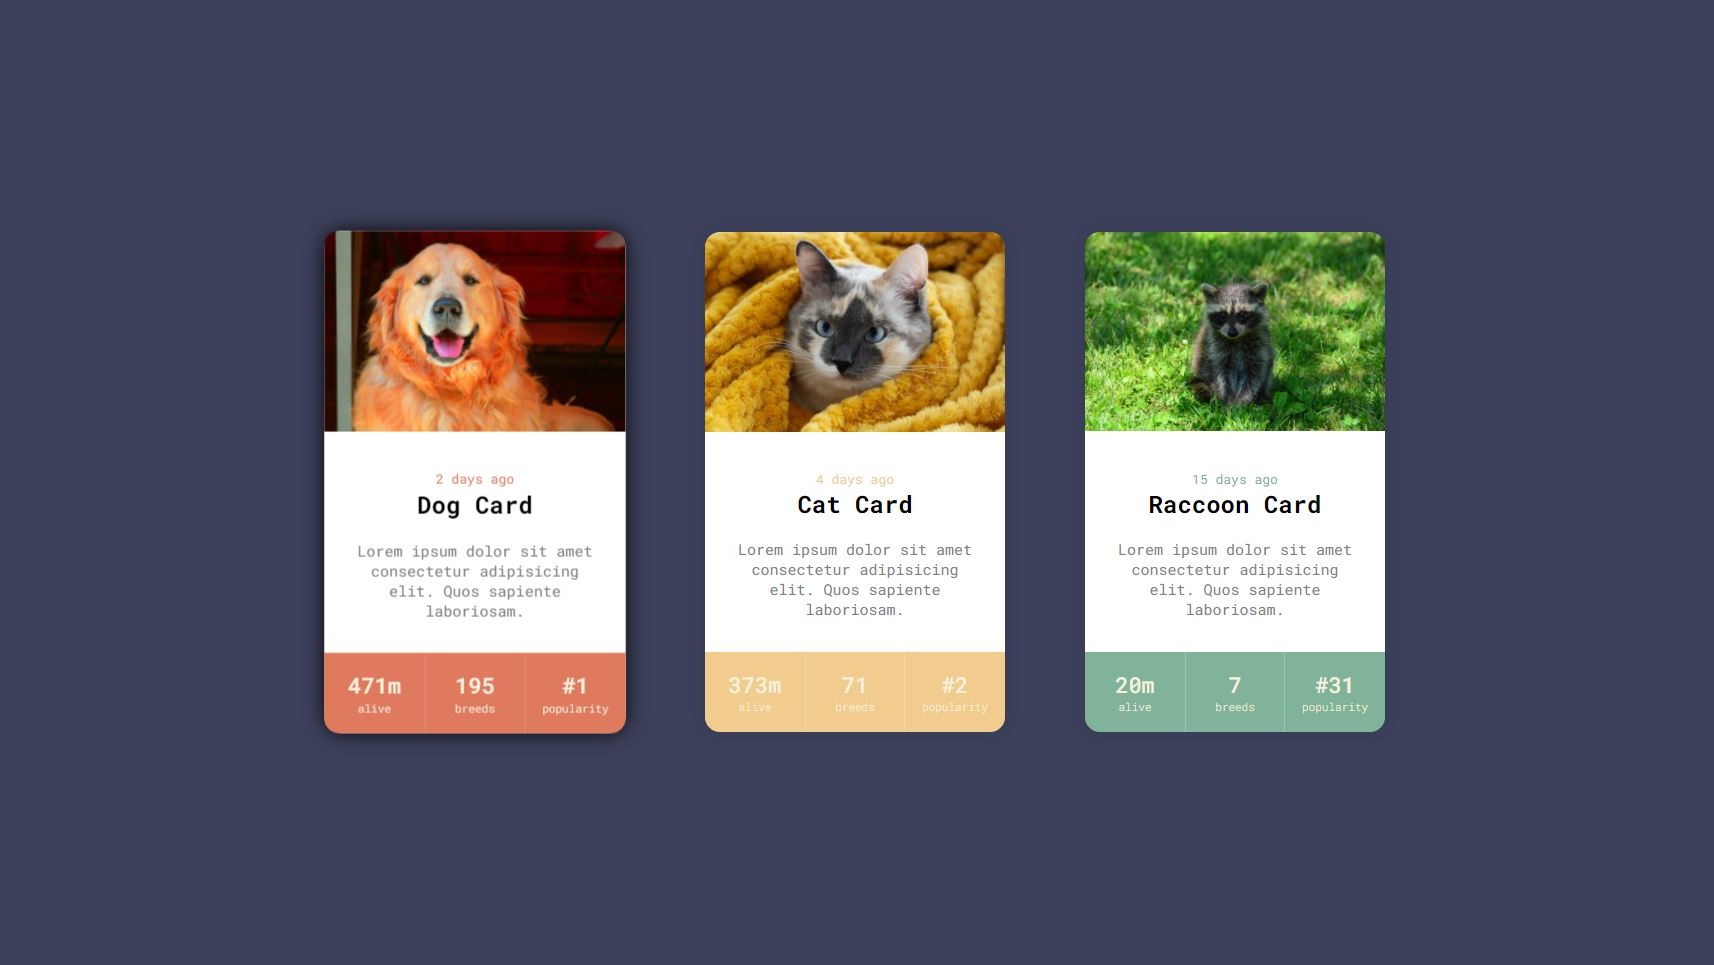 2 days ago
Dog Card
Lorem ipsum dolor sit amet
consectetur adipisicing
elit. Quos sapiente
laboriosam.
471m 195 #1
alive breeds popularity
4 days ago
Cat Card
Lorem ipsum dolor sit amet
consectetur adipisicing
elit. Quos sapiente
laboriosam.
373m 71 #2
alive breeds popularity
15 days ago
Raccoon Card
Lorem ipsum dolor sit amet
consectetur adipisicing
elit. Quos sapiente
laboriosam.
20m 7 #31
alive breeds popularity